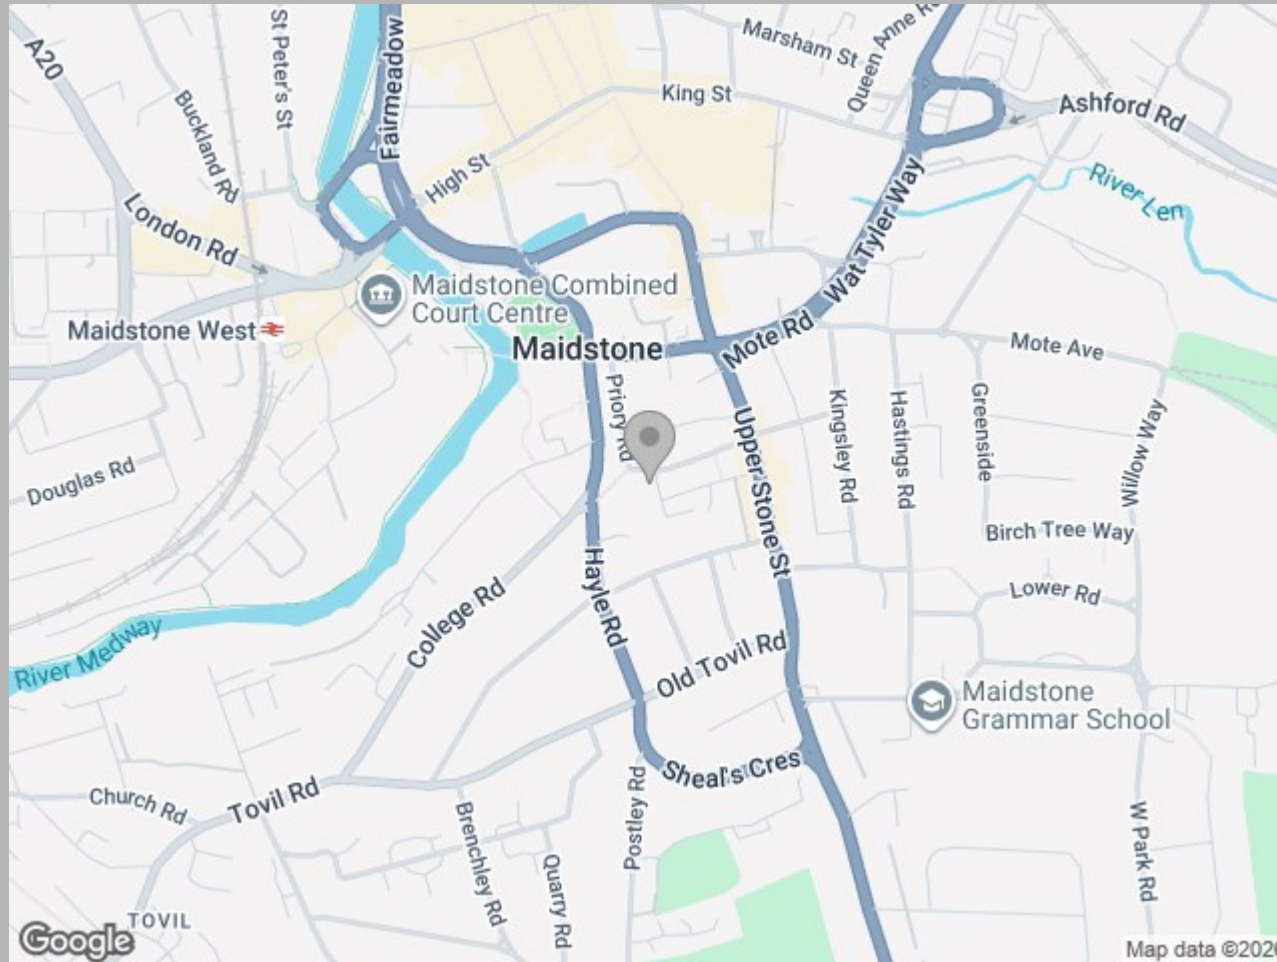 A20
St Peter's St
Fairmeadow
Marsham St
Queen Anne Rd
Buckland Rd
King St
Ashford Rd
High St
River Len
London Rd
Wat Tyler Way
Maidstone Combined
Court Centre
Maidstone West
Maidstone
Mote Rd
Mote Ave
Priory Rd
Upper Stone St
Kingsley Rd
Hastings Rd
Greenside
Willow Way
Douglas Rd
Birch Tree Way
Hayle Rd
College Rd
Lower Rd
River Medway
Old Tovil Rd
Maidstone
Grammar School
Sheal's Cres
Church Rd
Tovil Rd
Postley Rd
Brenchley Rd
Quarry Rd
W Park Rd
TOVIL
Google
Map data ©2026